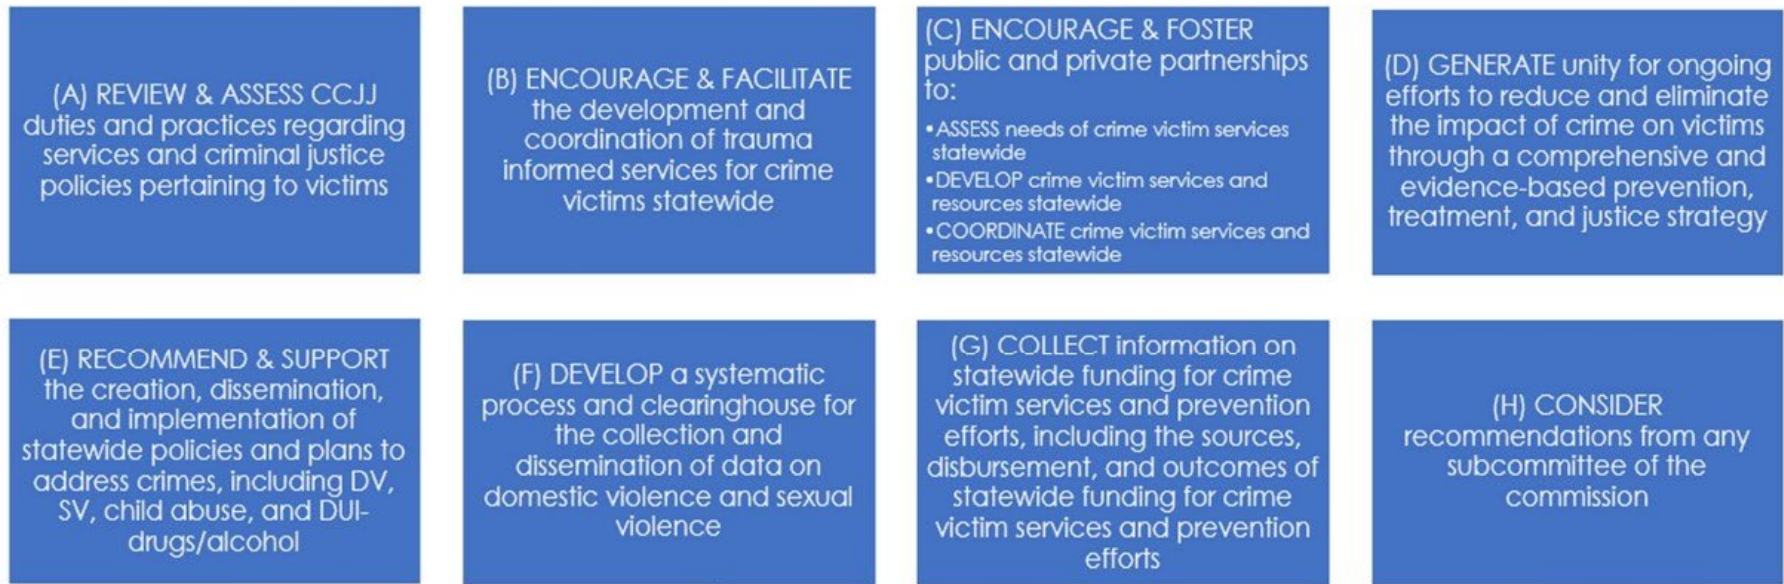 (A) REVIEW & ASSESS CCJJ
duties and practices regarding
services and criminal justice
policies pertaining to victims
(B) ENCOURAGE & FACILITATE
the development and
coordination of trauma
informed services for crime
victims statewide
(C) ENCOURAGE & FOSTER
public and private partnerships
to:
•ASSESS needs of crime victim services
statewide
•DEVELOP crime victim services and
resources statewide
•COORDINATE crime victim services and
resources statewide
(D) GENERATE unity for ongoing
efforts to reduce and eliminate
the impact of crime on victims
through a comprehensive and
evidence-based prevention,
treatment, and justice strategy
(E) RECOMMEND & SUPPORT
the creation, dissemination,
and implementation of
statewide policies and plans to
address crimes, including DV,
SV, child abuse, and DUI-
drugs/alcohol
(F) DEVELOP a systematic
process and clearinghouse for
the collection and
dissemination of data on
domestic violence and sexual
violence
(G) COLLECT information on
statewide funding for crime
victim services and prevention
efforts, including the sources,
disbursement, and outcomes of
statewide funding for crime
victim services and prevention
efforts
(H) CONSIDER
recommendations from any
subcommittee of the
commission